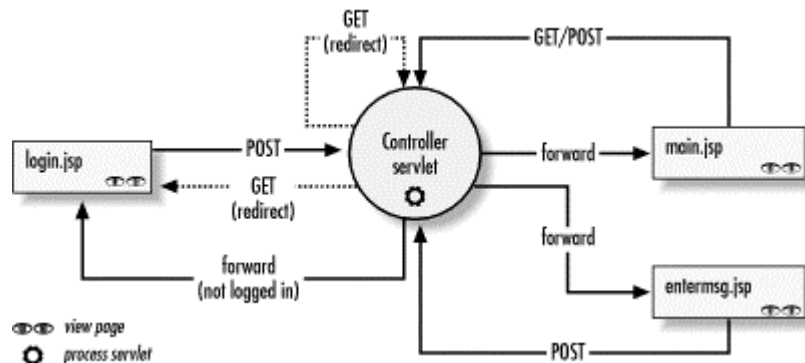 GET
(redirect)
GET/POST
login.jsp
POST
Controller
servlet
forward
main.jsp
GET
(redirect)
forward
forward
(not logged in)
entermsg.jsp
view page
POST
process servlet